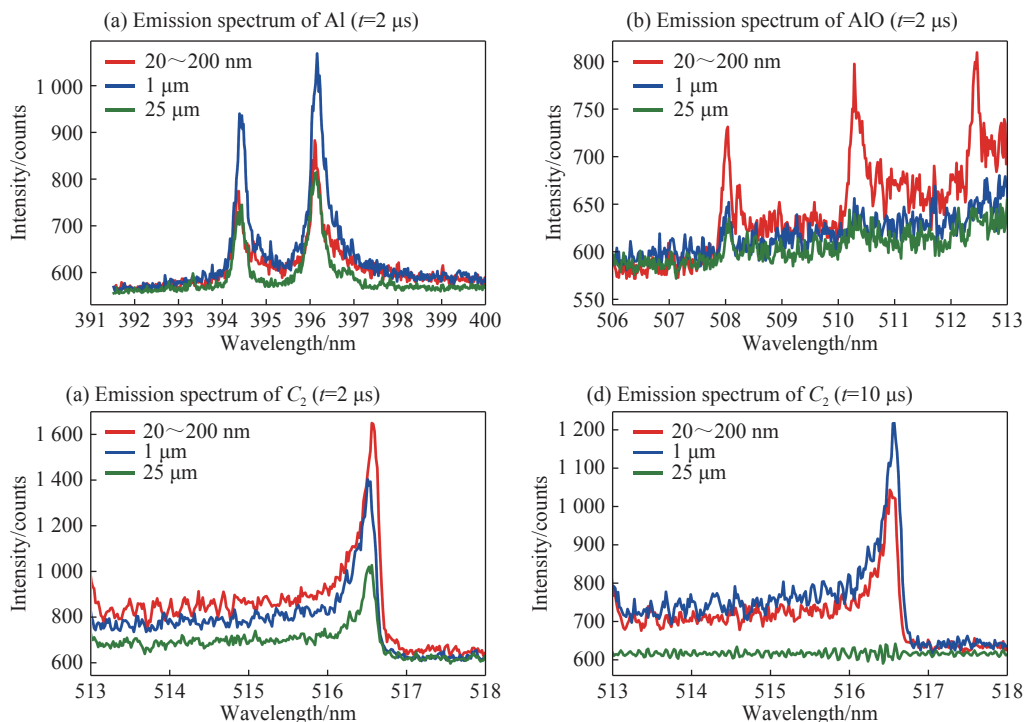 (a) Emission spectrum of Al (t=2 μs)
20～200 nm
1 μm
25 μm
Intensity/counts
1 000
900
800
700
600
391 392 393 394 395 396 397 398 399 400
Wavelength/nm
(b) Emission spectrum of AlO (t=2 μs)
20～200 nm
1 μm
25 μm
Intensity/counts
800
750
700
650
600
550
506 507 508 509 510 511 512 513
Wavelength/nm
(a) Emission spectrum of C₂ (t=2 μs)
20～200 nm
1 μm
25 μm
Intensity/counts
1 600
1 400
1 200
1 000
800
600
513 514 515 516 517 518
Wavelength/nm
(d) Emission spectrum of C₂ (t=10 μs)
20～200 nm
1 μm
25 μm
Intensity/counts
1 200
1 100
1 000
900
800
700
600
513 514 515 516 517 518
Wavelength/nm